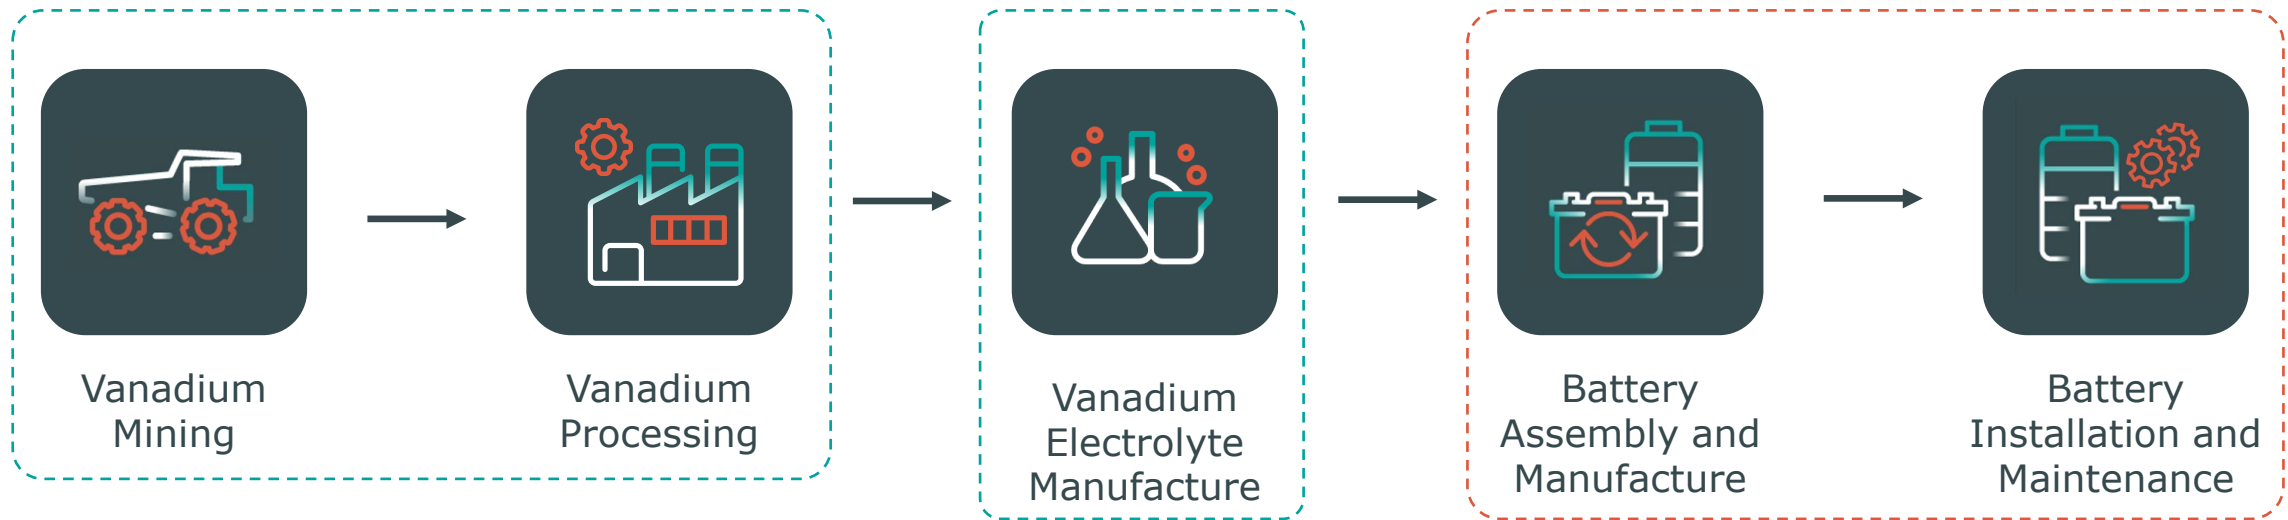 Vanadium
Mining
Vanadium
Processing
Vanadium
Electrolyte
Manufacture
Battery
Assembly and
Manufacture
Battery
Installation and
Maintenance